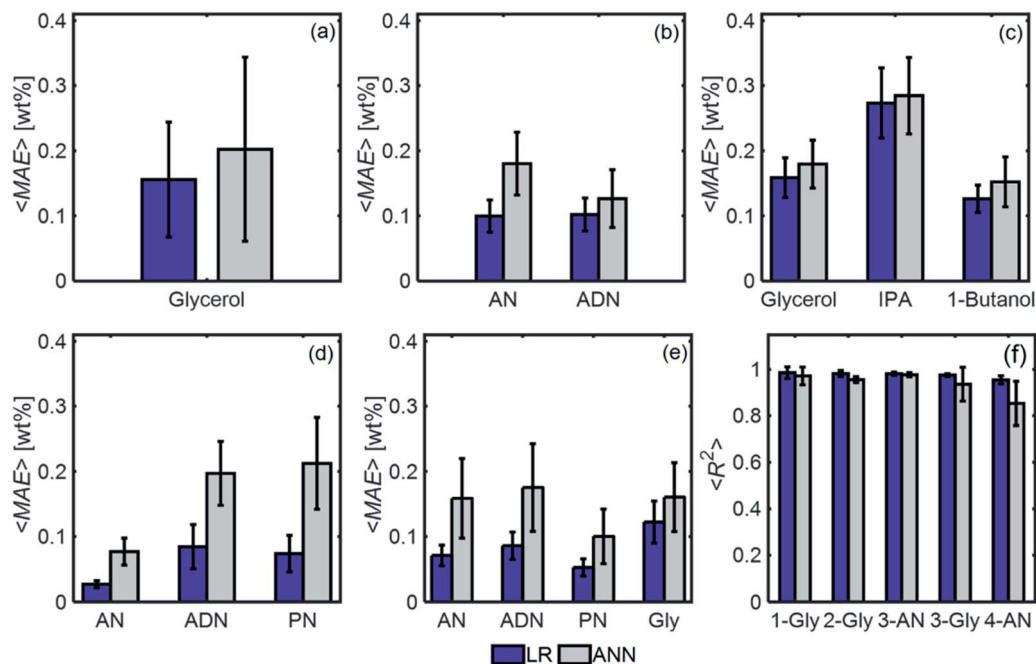 (a)
<MAE> [wt%]
0.4
0.3
0.2
0.1
0
Glycerol
(b)
<MAE> [wt%]
0.4
0.3
0.2
0.1
0
AN ADN
(c)
<MAE> [wt%]
0.4
0.3
0.2
0.1
0
Glycerol IPA 1-Butanol
(d)
<MAE> [wt%]
0.4
0.3
0.2
0.1
0
AN ADN PN
(e)
<MAE> [wt%]
0.4
0.3
0.2
0.1
0
AN ADN PN Gly
(f)
<R²>
1
0.8
0.6
0.4
0.2
0
1-Gly 2-Gly 3-AN 3-Gly 4-AN
LR ANN